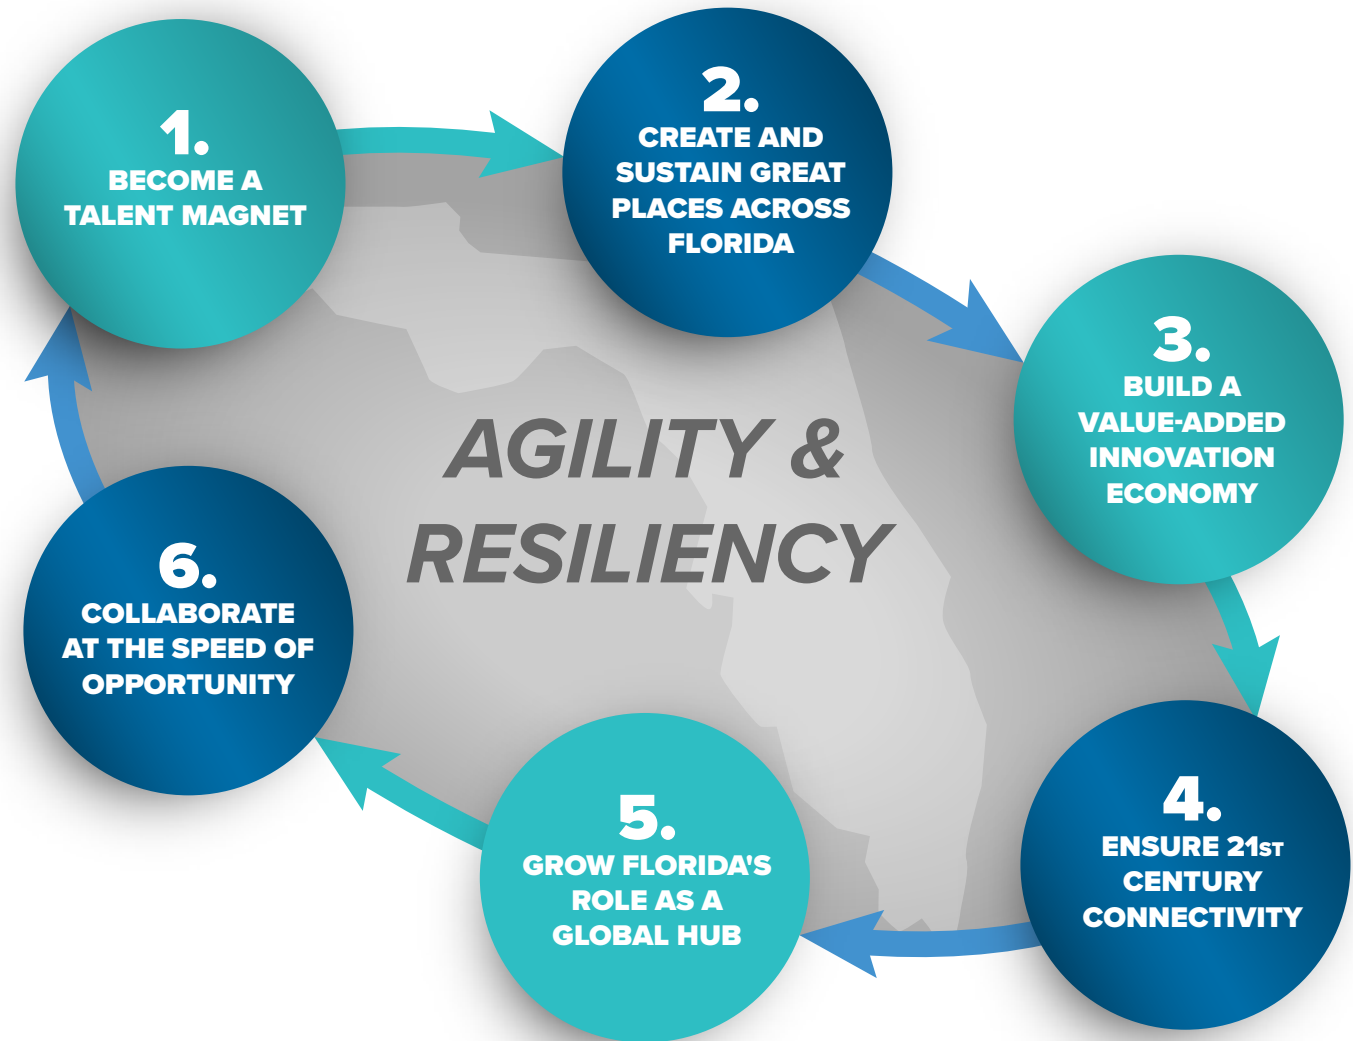 1.
BECOME A
TALENT MAGNET
2.
CREATE AND
SUSTAIN GREAT
PLACES ACROSS
FLORIDA
3.
BUILD A
VALUE-ADDED
INNOVATION
ECONOMY
4.
ENSURE 21ST
CENTURY
CONNECTIVITY
5.
GROW FLORIDA'S
ROLE AS A
GLOBAL HUB
6.
COLLABORATE
AT THE SPEED OF
OPPORTUNITY
AGILITY &
RESILIENCY